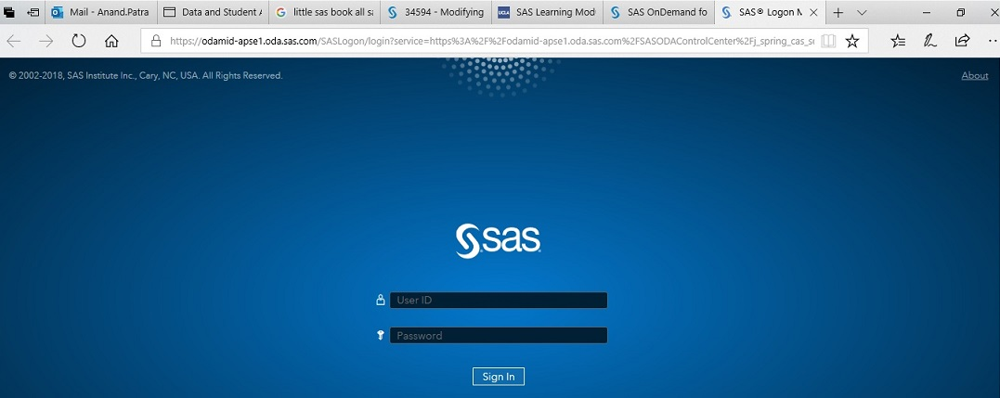 Mail - Anand.Patra
Data and Student A
little sas book all sa
34594 - Modifying
UCLA
SAS Learning Mod
SAS OnDemand fo
SAS® Logon M
https://odamid-apse1.oda.sas.com/SASLogon/login?service=https%3A%2F%2Fodamid-apse1.oda.sas.com%2FSASODAControlCenter%2Fj_spring_cas_se
© 2002-2018, SAS Institute Inc., Cary, NC, USA. All Rights Reserved.
About
sas
User ID
Password
Sign In